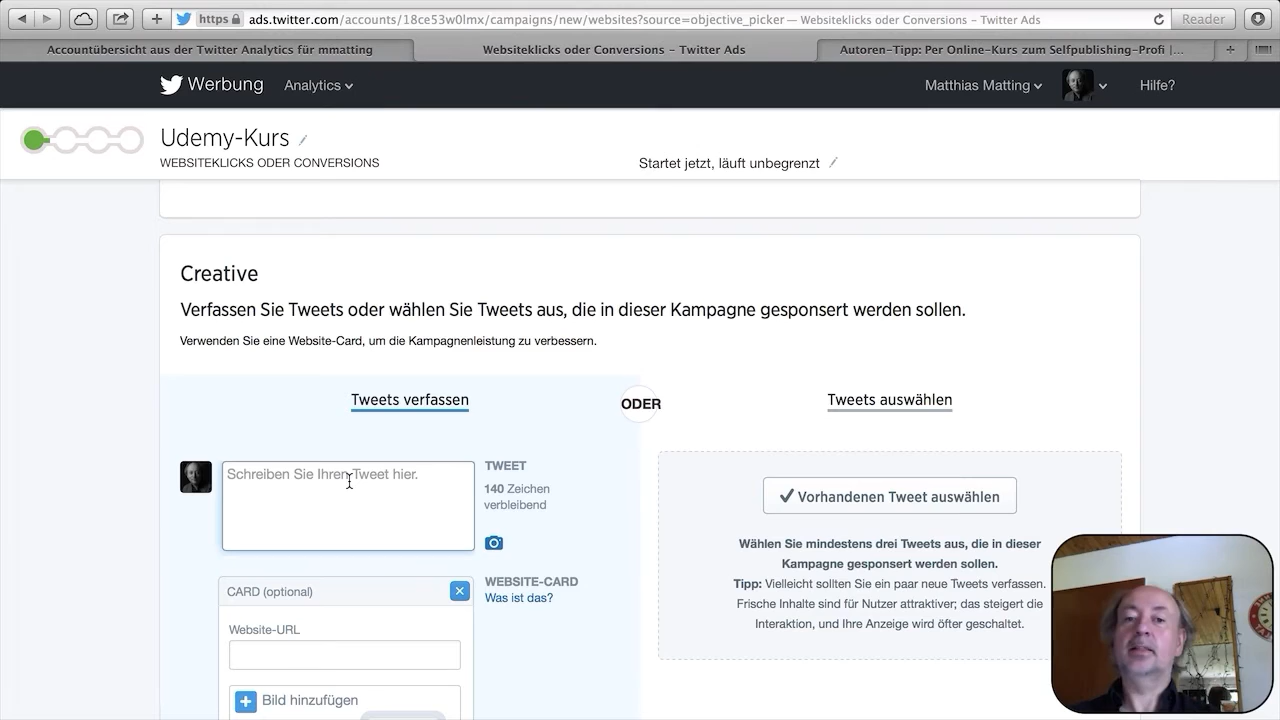 https ads.twitter.com/accounts/18ce53w0lmx/campaigns/new/websites?source=objective_picker — Websiteklicks oder Conversions – Twitter Ads Reader
Accountübersicht aus der Twitter Analytics für mmatting
Websiteklicks oder Conversions – Twitter Ads
Autoren-Tipp: Per Online-Kurs zum Selfpublishing-Profi |...
Werbung Analytics
Matthias Matting Hilfe?
Udemy-Kurs
WEBSITEKLICKS ODER CONVERSIONS
Startet jetzt, läuft unbegrenzt
Creative
Verfassen Sie Tweets oder wählen Sie Tweets aus, die in dieser Kampagne gesponsert werden sollen.
Verwenden Sie eine Website-Card, um die Kampagnenleistung zu verbessern.
Tweets verfassen
ODER
Tweets auswählen
Schreiben Sie Ihren Tweet hier.
TWEET
140 Zeichen
verbleibend
CARD (optional)
WEBSITE-CARD
Was ist das?
Website-URL
Bild hinzufügen
Vorhandenen Tweet auswählen
Wählen Sie mindestens drei Tweets aus, die in dieser
Kampagne gesponsert werden sollen.
Tipp: Vielleicht sollten Sie ein paar neue Tweets verfassen.
Frische Inhalte sind für Nutzer attraktiver; das steigert die
Interaktion, und Ihre Anzeige wird öfter geschaltet.